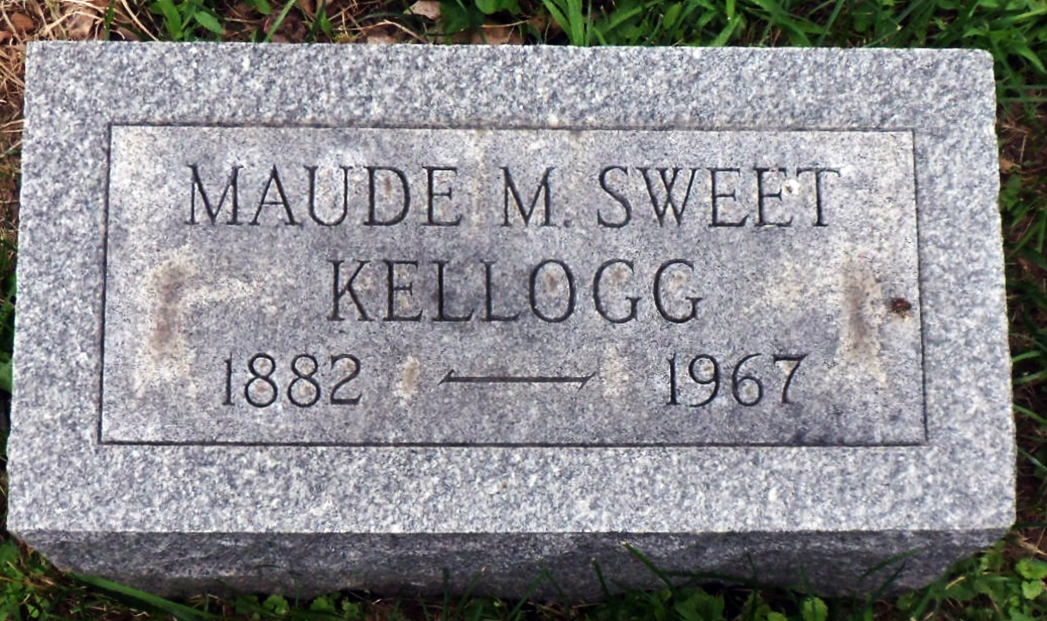 MAUDE M. SWEET
KELLOGG
1882 — 1967